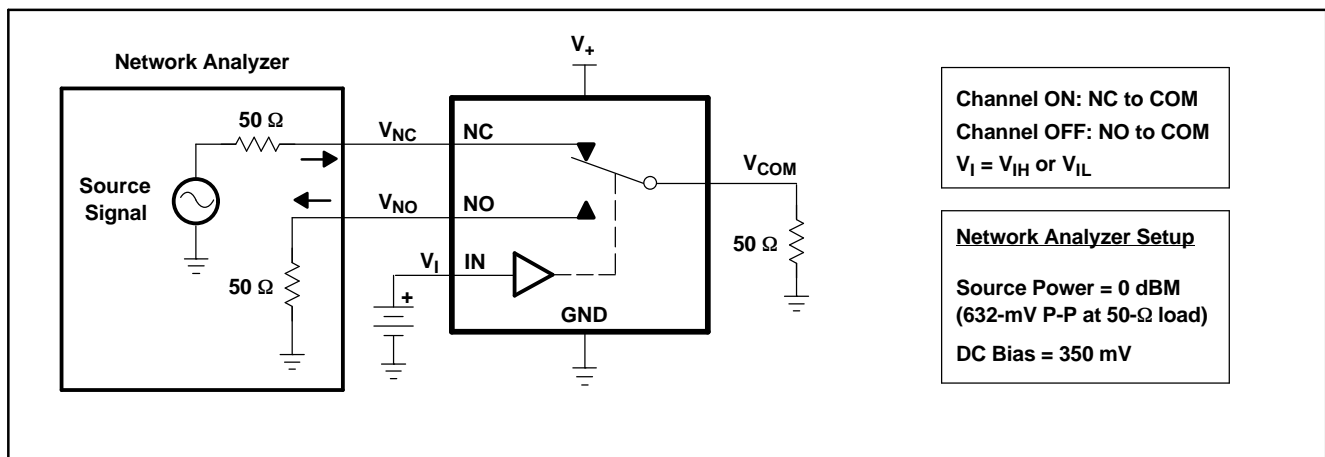 Network Analyzer
V+
50 Ω
VNC
NC
Source
Signal
VNO
NO
VCOM
50 Ω
50 Ω
VI
IN
+
GND
Channel ON: NC to COM
Channel OFF: NO to COM
VI = VIH or VIL
Network Analyzer Setup
Source Power = 0 dBM
(632-mV P-P at 50-Ω load)
DC Bias = 350 mV